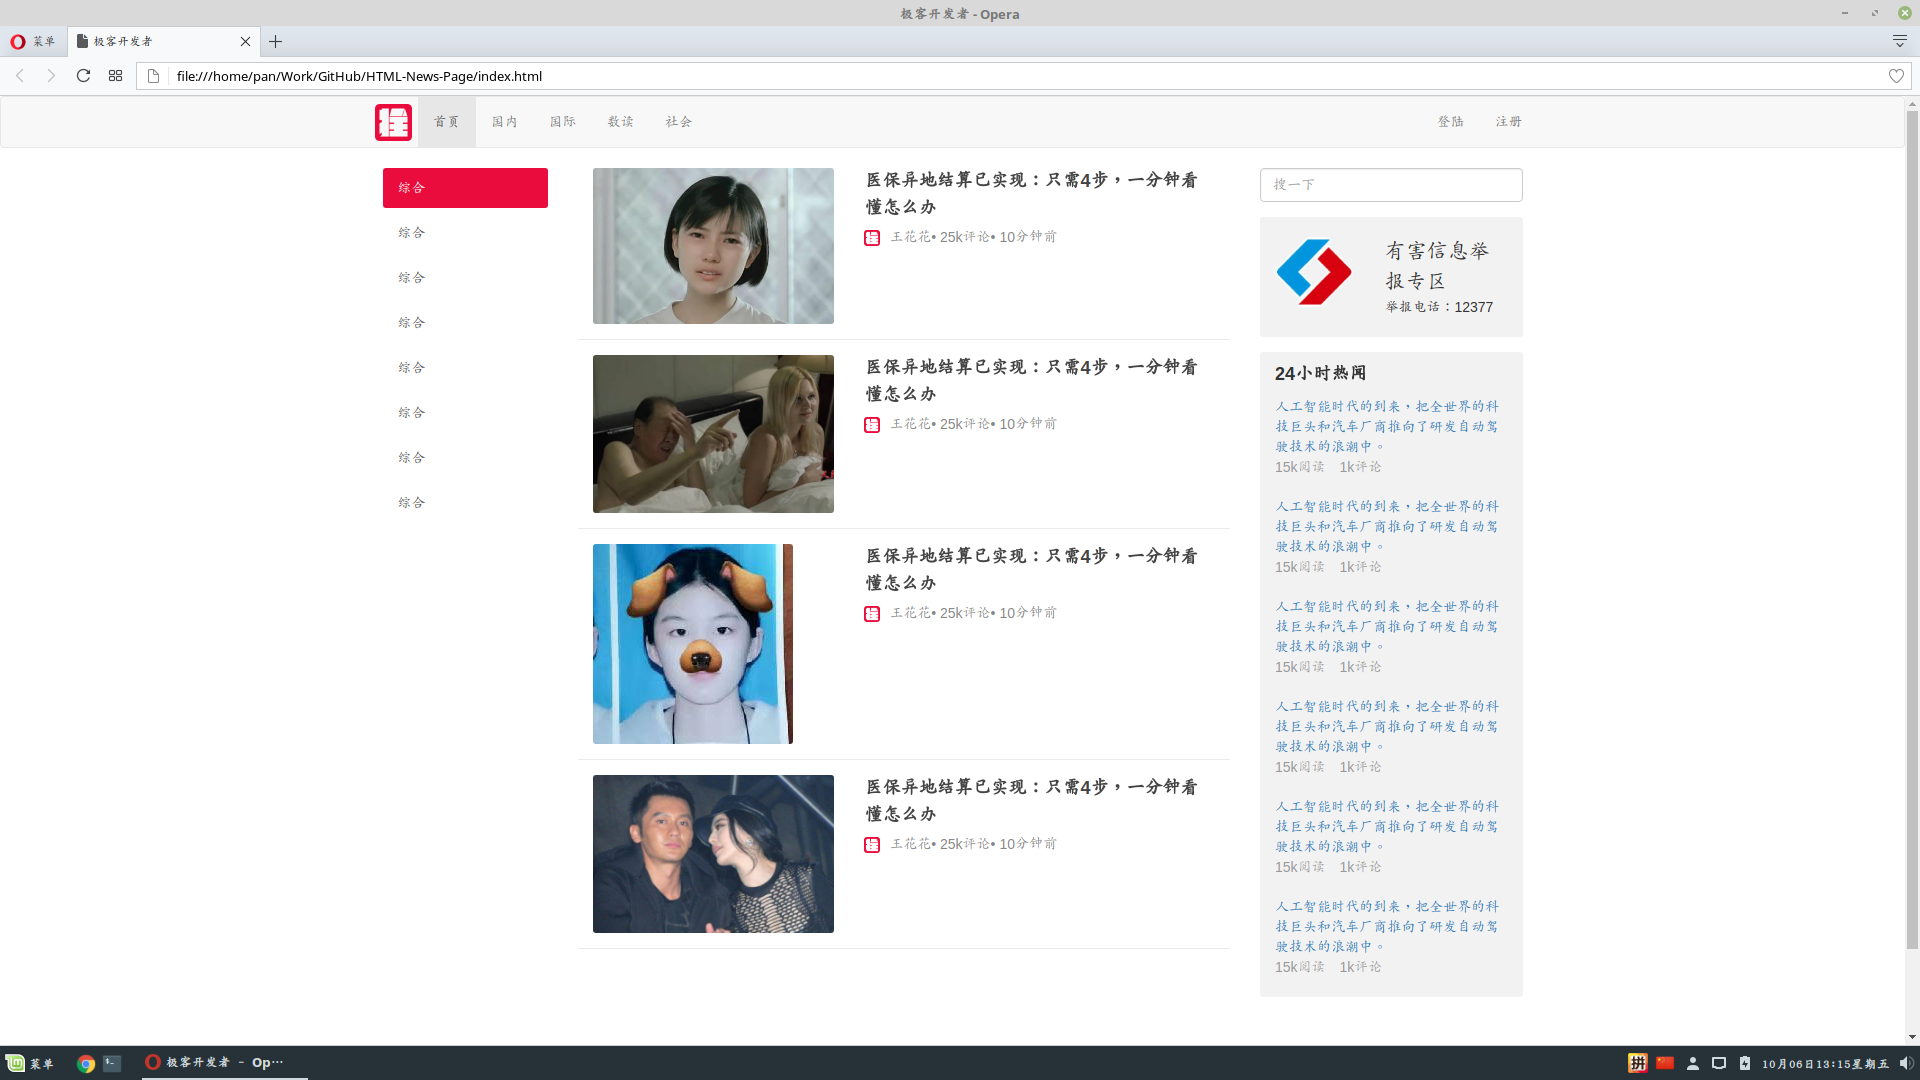 极客开发者 - Opera
菜单
极客开发者
file:///home/pan/Work/GitHub/HTML-News-Page/index.html
首页
国内
国际
数读
社会
登陆
注册
综合
综合
综合
综合
综合
综合
综合
综合
医保异地结算已实现：只需4步，一分钟看
懂怎么办
王花花• 25k评论• 10分钟前
医保异地结算已实现：只需4步，一分钟看
懂怎么办
王花花• 25k评论• 10分钟前
医保异地结算已实现：只需4步，一分钟看
懂怎么办
王花花• 25k评论• 10分钟前
医保异地结算已实现：只需4步，一分钟看
懂怎么办
王花花• 25k评论• 10分钟前
搜一下
有害信息举
报专区
举报电话：12377
24小时热闻
人工智能时代的到来，把全世界的科
技巨头和汽车厂商推向了研发自动驾
驶技术的浪潮中。
15k阅读 1k评论
人工智能时代的到来，把全世界的科
技巨头和汽车厂商推向了研发自动驾
驶技术的浪潮中。
15k阅读 1k评论
人工智能时代的到来，把全世界的科
技巨头和汽车厂商推向了研发自动驾
驶技术的浪潮中。
15k阅读 1k评论
人工智能时代的到来，把全世界的科
技巨头和汽车厂商推向了研发自动驾
驶技术的浪潮中。
15k阅读 1k评论
人工智能时代的到来，把全世界的科
技巨头和汽车厂商推向了研发自动驾
驶技术的浪潮中。
15k阅读 1k评论
人工智能时代的到来，把全世界的科
技巨头和汽车厂商推向了研发自动驾
驶技术的浪潮中。
15k阅读 1k评论
菜单
极客开发者 - Op…
拼
10月06日13:15星期五